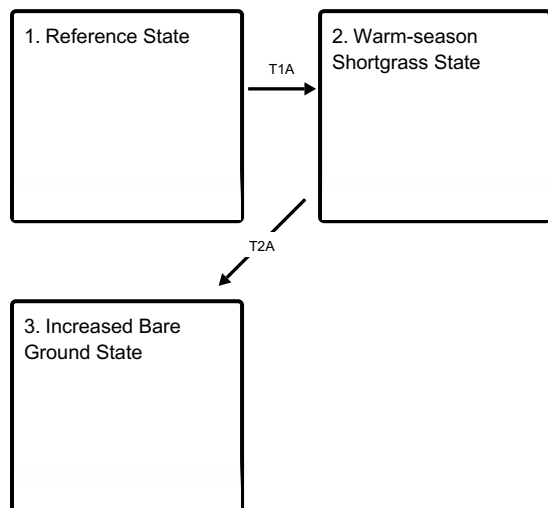 1. Reference State
2. Warm-season
Shortgrass State
T1A
T2A
3. Increased Bare
Ground State